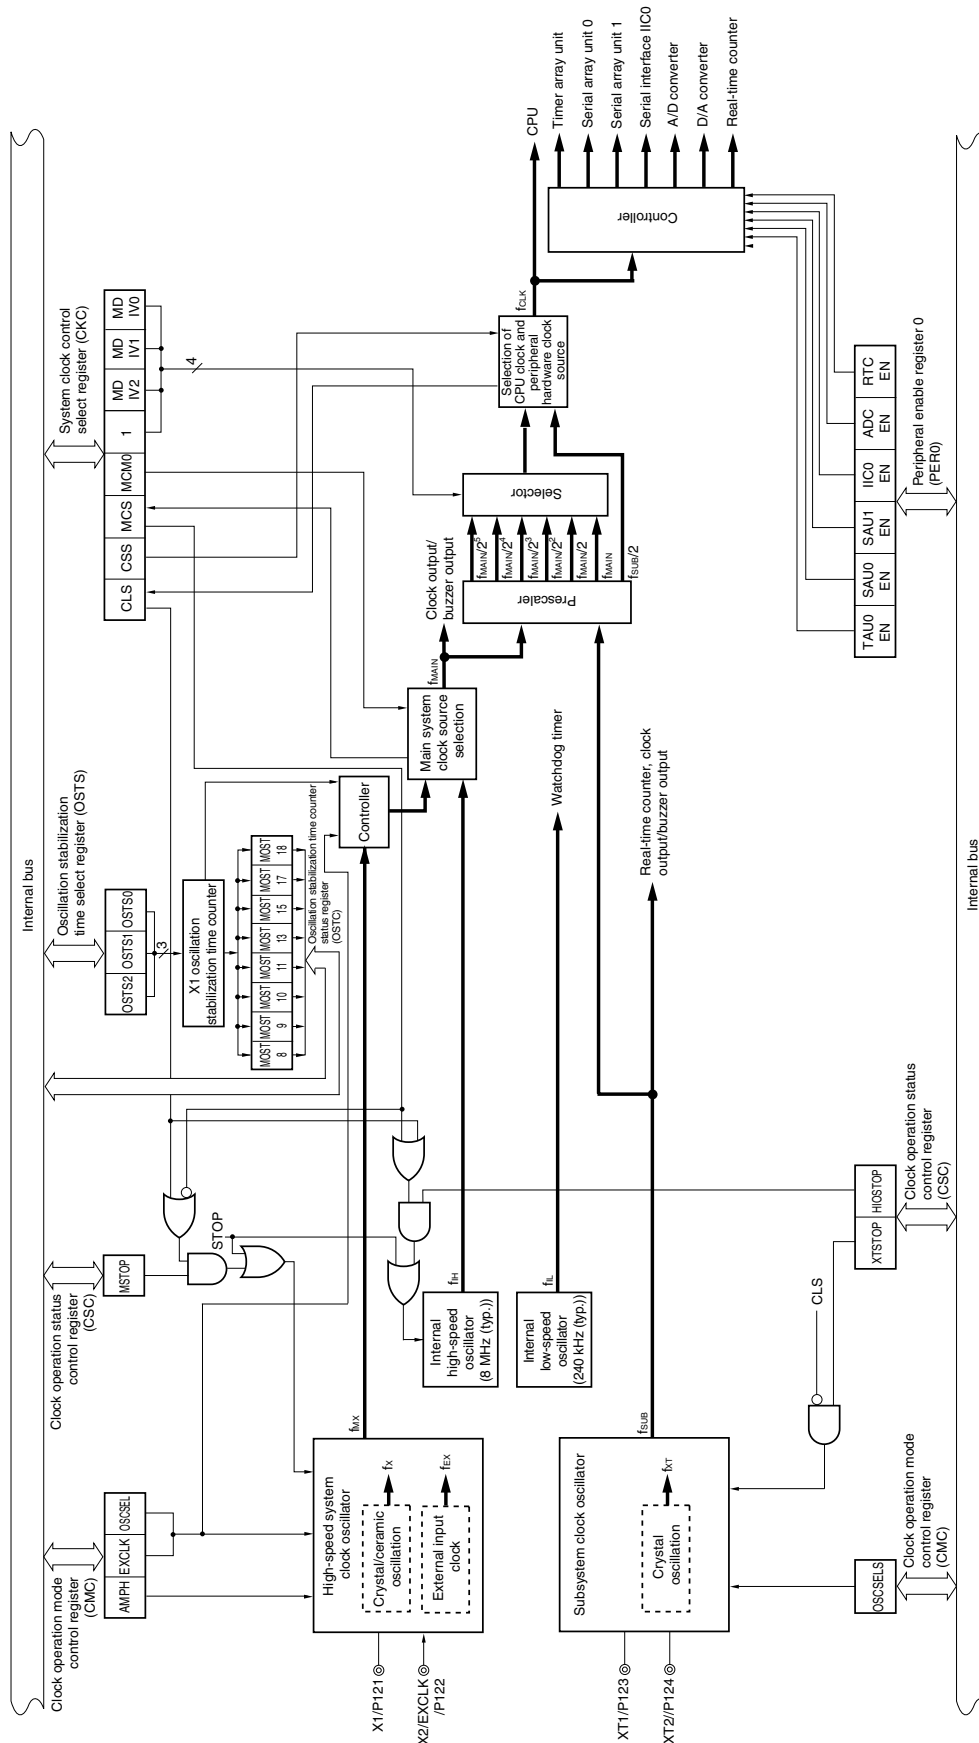 Internal bus
Clock operation mode
control register
(CMC)
AMPH
EXCLK
OSCSEL
Clock operation status
control register
(CSC)
MSTOP
STOP
Oscillation stabilization
time select register (OSTS)
OSTS2
OSTS1
OSTS0
3
X1 oscillation
stabilization time counter
MOST
8
MOST
9
MOST
10
MOST
11
MOST
13
MOST
15
MOST
17
MOST
18
Oscillation stabilization time counter
status register
(OSTC)
Controller
System clock control
select register (CKC)
CLS
CSS
MCS
MCM0
1
MD
IV2
MD
IV1
MD
IV0
4
X1/P121
X2/EXCLK
/P122
High-speed system
clock oscillator
Crystal/ceramic
oscillation
fX
External input
clock
fEX
fMX
Internal
high-speed
oscillator
(8 MHz (typ.))
fIH
Internal
low-speed
oscillator
(240 kHz (typ.))
fIL
Watchdog timer
Main system
clock source
selection
fMAIN
Clock output/
buzzer output
Prescaler
fMAIN/2⁵
fMAIN/2⁴
fMAIN/2³
fMAIN/2²
fMAIN/2
fMAIN
fSUB/2
Selector
Selection of
CPU clock and
peripheral
hardware clock
source
fCLK
CPU
Controller
Timer array unit
Serial array unit 0
Serial array unit 1
Serial interface IIC0
A/D converter
D/A converter
Real-time counter
XT1/P123
XT2//P124
Subsystem clock oscillator
Crystal
oscillation
fXT
fSUB
Real-time counter, clock
output/buzzer output
CLS
OSCSELS
Clock operation mode
control register
(CMC)
XTSTOP
HIOSTOP
Clock operation status
control register
(CSC)
TAU0
EN
SAU0
EN
SAU1
EN
IIC0
EN
ADC
EN
RTC
EN
Peripheral enable register 0
(PER0)
Internal bus